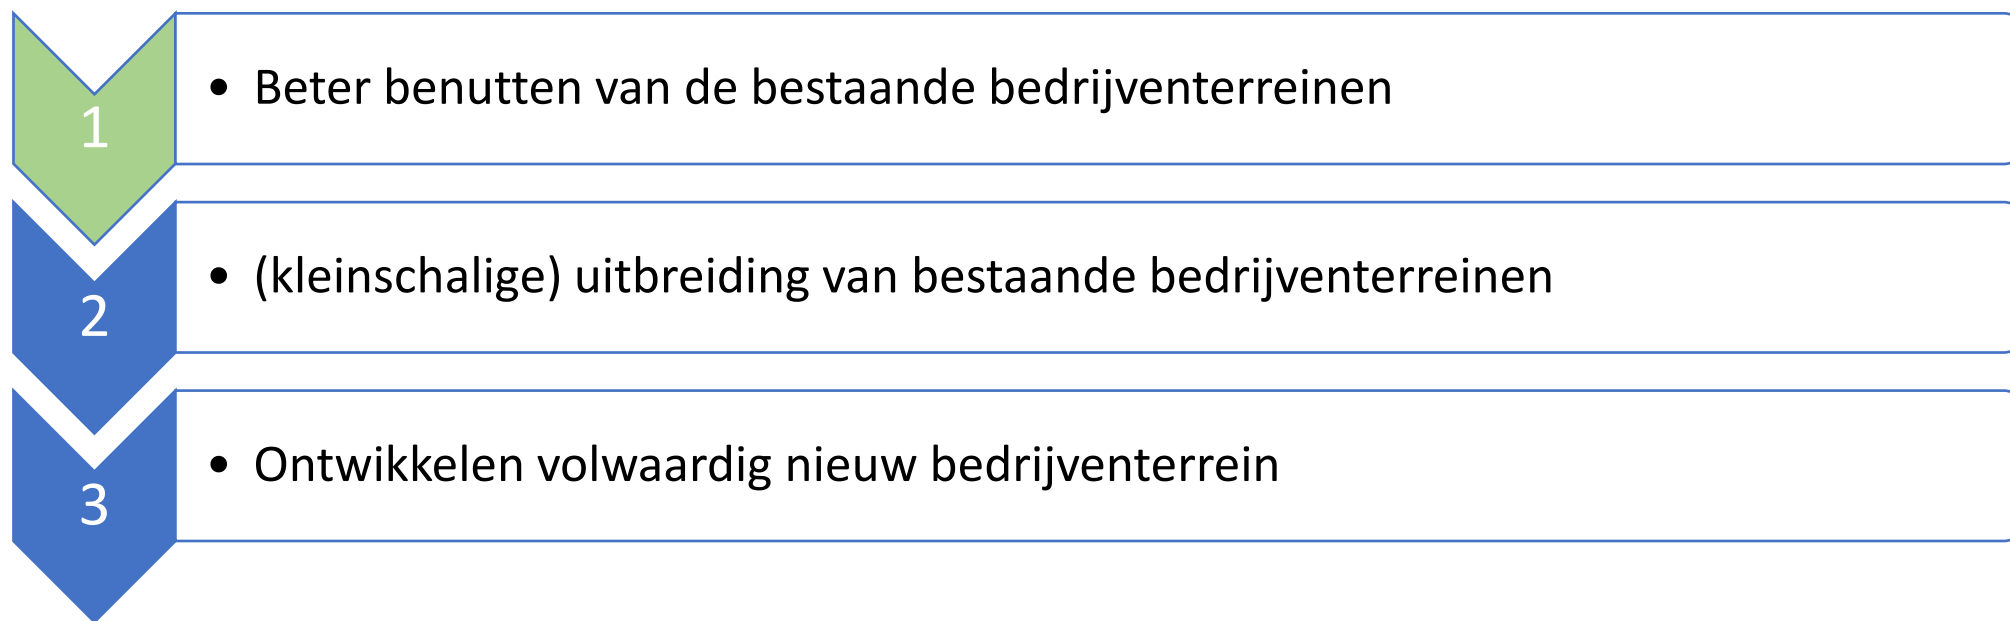 1
• Beter benutten van de bestaande bedrijventerreinen
2
• (kleinschalige) uitbreiding van bestaande bedrijventerreinen
3
• Ontwikkelen volwaardig nieuw bedrijventerrein